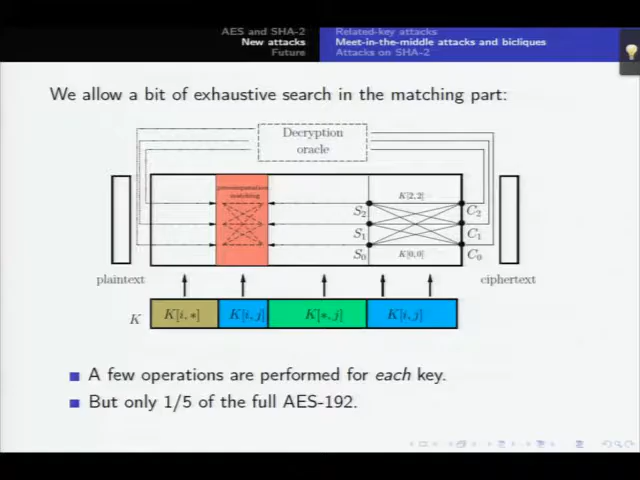 AES and SHA-2
New attacks
Future
Related-key attacks
Meet-in-the-middle attacks and bicliques
Attacks on SHA-2
We allow a bit of exhaustive search in the matching part:
Decryption
oracle
precomputation
matching
K[2,2]
S₂
C₂
S₁
C₁
K[0,0]
S₀
C₀
plaintext
ciphertext
K
K[i,*]
K[i,j]
K[*,j]
K[i,j]
A few operations are performed for each key.
But only 1/5 of the full AES-192.